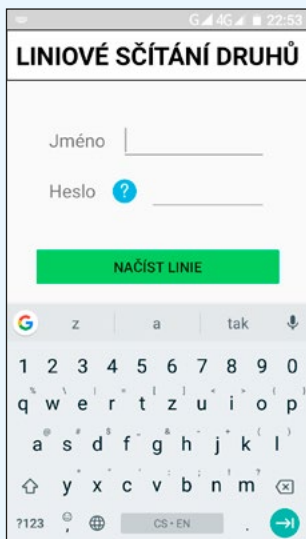 G 4G 22:53
LINIOVÉ SČÍTÁNÍ DRUHŮ
Jméno
Heslo ?
NAČÍST LINIE
G z a tak
1 2 3 4 5 6 7 8 9 0
q w e r t z u i o p
a s d f g h j k l
y x c v b n m
?123 , CS • EN .